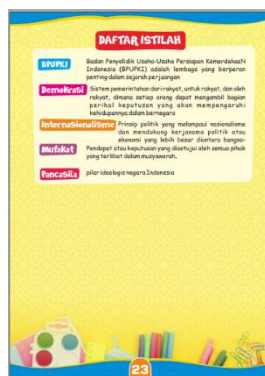 DAFTAR ISTILAH
BPUPKI Badan Penyelidik Usaha-Usaha Persiapan KemerdekaaN
Indonesia (BPUPKI) adalah lembaga yang berperan
penting dalam sejarah perjuangan
Demokrasi Sistem pemerintahan dari rakyat, untuk rakyat, dan oleh
rakyat, dimana setiap orang dapat mengambil bagian
perihal keputusan yang akan mempengaruhi
kehidupannya dalam bernegara
Internasionalisme Prinsip politik yang melampaui nasionalisme
dan mendukung kerjasama politik atau
ekonomi yang lebih besar diantara bangsa-
Mufakat Pendapat atau keputusan yang disetujui oleh semua pihak
yang terlibat dalam musyawarah.
Pancasila pilar ideologis negara Indonesia
23